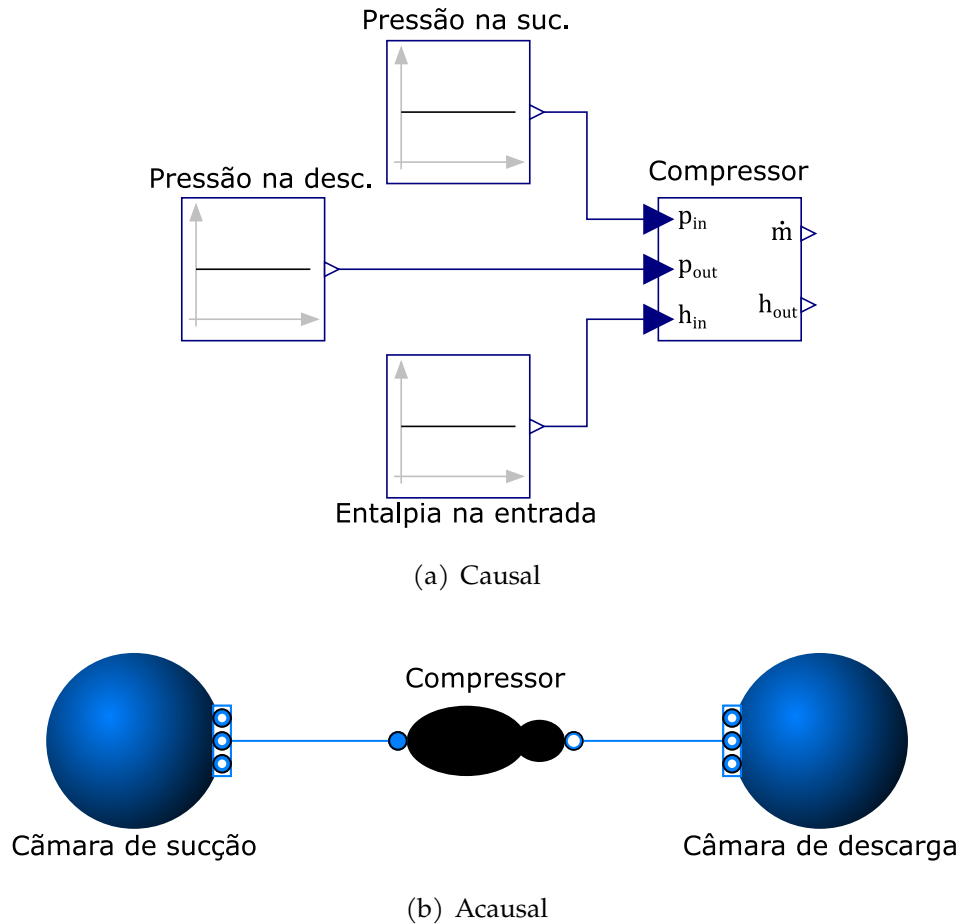 Pressão na suc.
Pressão na desc.
Compressor
p_in
ṁ
p_out
h_in
h_out
Entalpia na entrada
(a) Causal
Compressor
Cãmara de sucção
Câmara de descarga
(b) Acausal